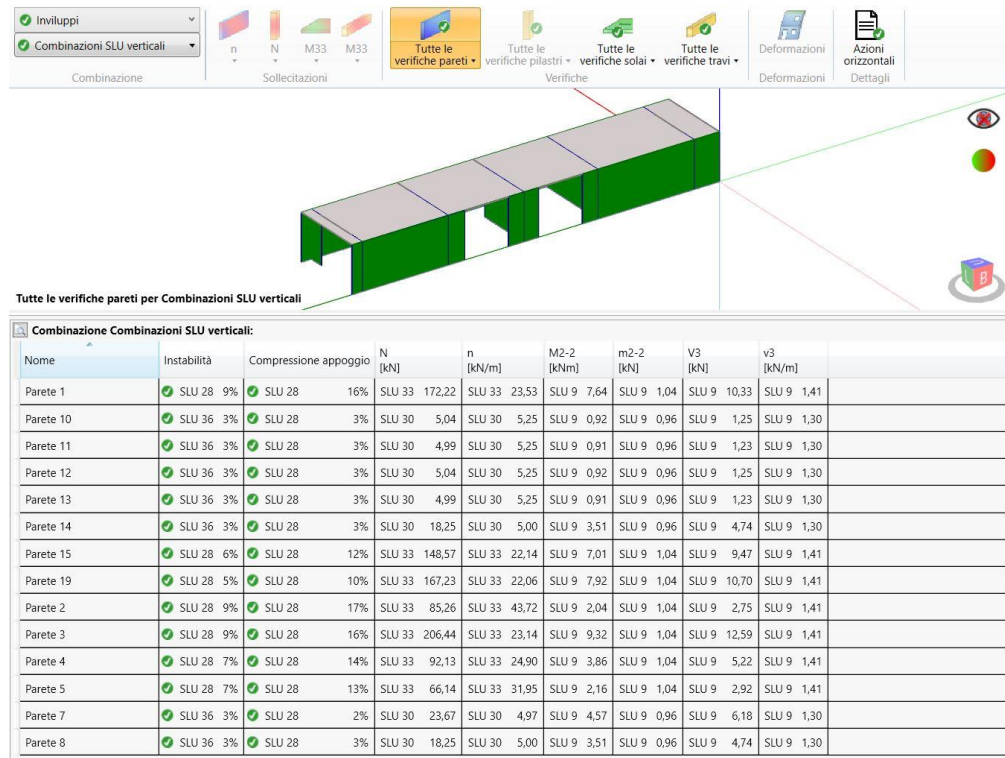 Inviluppi
Combinazioni SLU verticali
Combinazione
n N M33 M33
Sollecitazioni
Tutte le verifiche pareti
Tutte le verifiche pilastri
Tutte le verifiche solai
Tutte le verifiche travi
Verifiche
Deformazioni
Deformazioni
Azioni orizzontali
Dettagli
B
Tutte le verifiche pareti per Combinazioni SLU verticali
Combinazione Combinazioni SLU verticali:
Nome Instabilità Compressione appoggio N [kN] n [kN/m] M2-2 [kNm] m2-2 [kN] V3 [kN] v3 [kN/m]
Parete 1 SLU 28 9% SLU 28 16% SLU 33 172,22 SLU 33 23,53 SLU 9 7,64 SLU 9 1,04 SLU 9 10,33 SLU 9 1,41
Parete 10 SLU 36 3% SLU 28 3% SLU 30 5,04 SLU 30 5,25 SLU 9 0,92 SLU 9 0,96 SLU 9 1,25 SLU 9 1,30
Parete 11 SLU 36 3% SLU 28 3% SLU 30 4,99 SLU 30 5,25 SLU 9 0,91 SLU 9 0,96 SLU 9 1,23 SLU 9 1,30
Parete 12 SLU 36 3% SLU 28 3% SLU 30 5,04 SLU 30 5,25 SLU 9 0,92 SLU 9 0,96 SLU 9 1,25 SLU 9 1,30
Parete 13 SLU 36 3% SLU 28 3% SLU 30 4,99 SLU 30 5,25 SLU 9 0,91 SLU 9 0,96 SLU 9 1,23 SLU 9 1,30
Parete 14 SLU 36 3% SLU 28 3% SLU 30 18,25 SLU 30 5,00 SLU 9 3,51 SLU 9 0,96 SLU 9 4,74 SLU 9 1,30
Parete 15 SLU 28 6% SLU 28 12% SLU 33 148,57 SLU 33 22,14 SLU 9 7,01 SLU 9 1,04 SLU 9 9,47 SLU 9 1,41
Parete 19 SLU 28 5% SLU 28 10% SLU 33 167,23 SLU 33 22,06 SLU 9 7,92 SLU 9 1,04 SLU 9 10,70 SLU 9 1,41
Parete 2 SLU 28 9% SLU 28 17% SLU 33 85,26 SLU 33 43,72 SLU 9 2,04 SLU 9 1,04 SLU 9 2,75 SLU 9 1,41
Parete 3 SLU 28 9% SLU 28 16% SLU 33 206,44 SLU 33 23,14 SLU 9 9,32 SLU 9 1,04 SLU 9 12,59 SLU 9 1,41
Parete 4 SLU 28 7% SLU 28 14% SLU 33 92,13 SLU 33 24,90 SLU 9 3,86 SLU 9 1,04 SLU 9 5,22 SLU 9 1,41
Parete 5 SLU 28 7% SLU 28 13% SLU 33 66,14 SLU 33 31,95 SLU 9 2,16 SLU 9 1,04 SLU 9 2,92 SLU 9 1,41
Parete 7 SLU 36 3% SLU 28 2% SLU 30 23,67 SLU 30 4,97 SLU 9 4,57 SLU 9 0,96 SLU 9 6,18 SLU 9 1,30
Parete 8 SLU 36 3% SLU 28 3% SLU 30 18,25 SLU 30 5,00 SLU 9 3,51 SLU 9 0,96 SLU 9 4,74 SLU 9 1,30